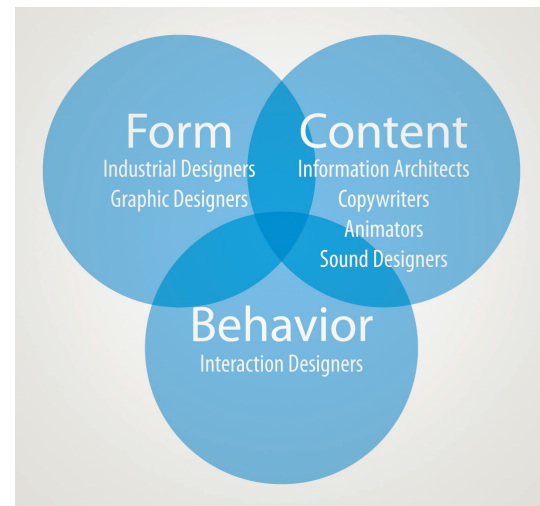 Form
Industrial Designers
Graphic Designers
Content
Information Architects
Copywriters
Animators
Sound Designers
Behavior
Interaction Designers